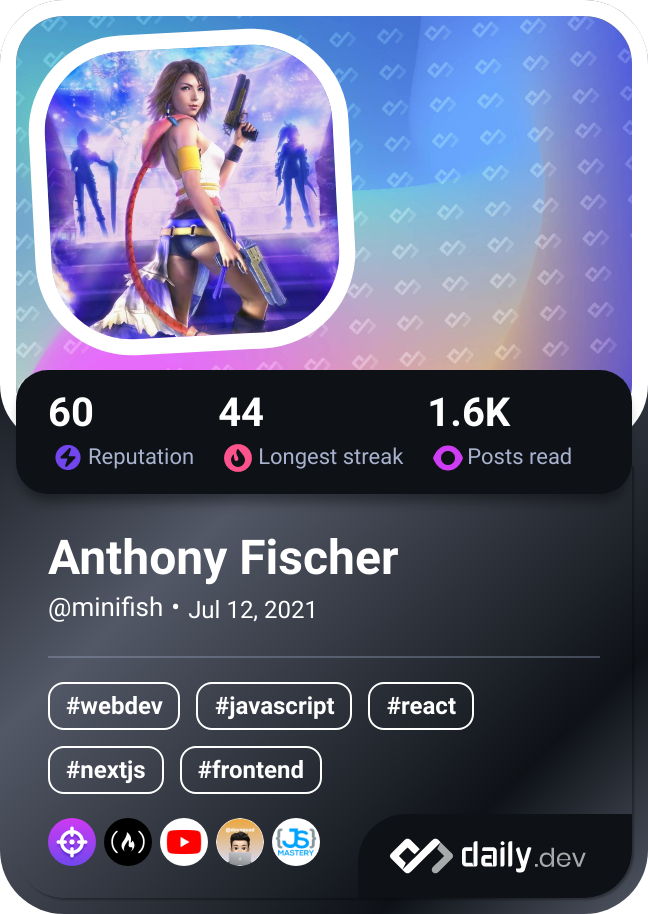 60 44 1.6K
Reputation Longest streak Posts read
Anthony Fischer
@minifish • Jul 12, 2021
#webdev #javascript #react
#nextjs #frontend
{JS}
MASTERY
daily.dev